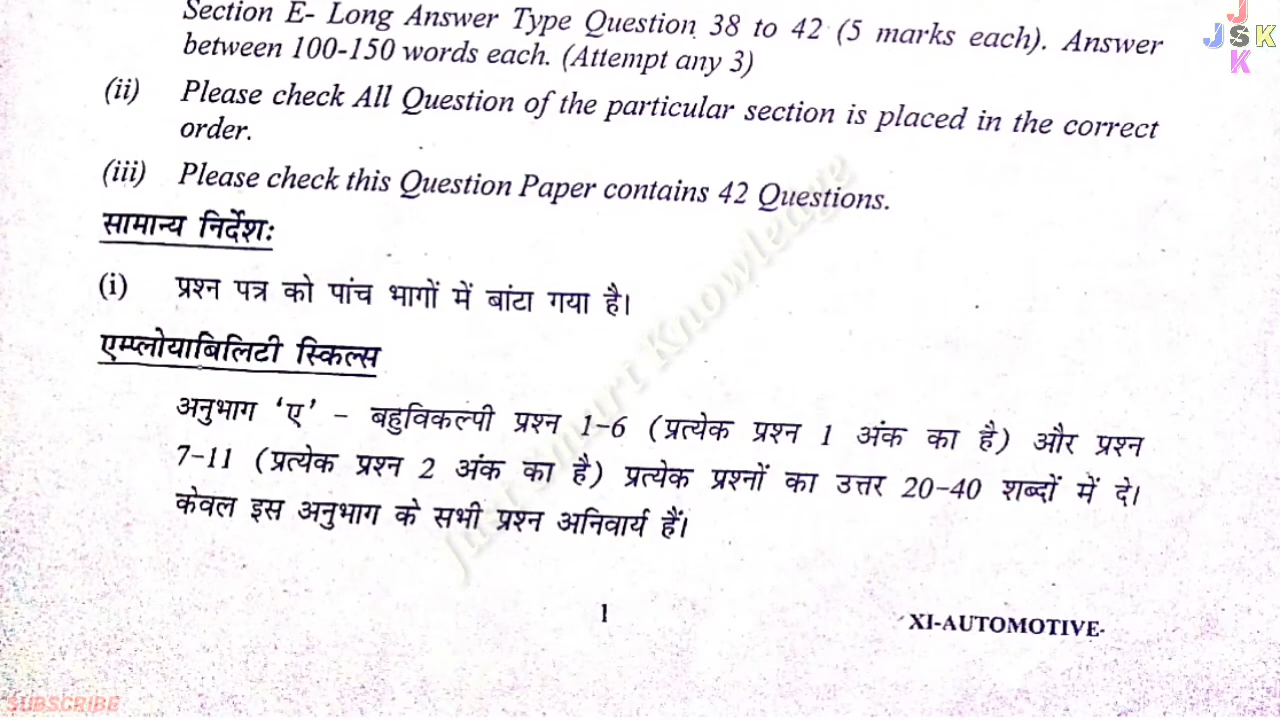 Section E- Long Answer Type Question 38 to 42 (5 marks each). Answer
between 100-150 words each. (Attempt any 3)
(ii) Please check All Question of the particular section is placed in the correct
order.
(iii) Please check this Question Paper contains 42 Questions.
सामान्य निर्देशः
(i) प्रश्न पत्र को पांच भागों में बांटा गया है।
एम्प्लोयाबिलिटी स्किल्स
अनुभाग ‘ए’ – बहुविकल्पी प्रश्न 1-6 (प्रत्येक प्रश्न 1 अंक का है) और प्रश्न
7-11 (प्रत्येक प्रश्न 2 अंक का है) प्रत्येक प्रश्नों का उत्तर 20-40 शब्दों में दे।
केवल इस अनुभाग के सभी प्रश्न अनिवार्य हैं।
1
XI-AUTOMOTIVE-
Just Smart Knowledge
J
JSK
K
SUBSCRIBE